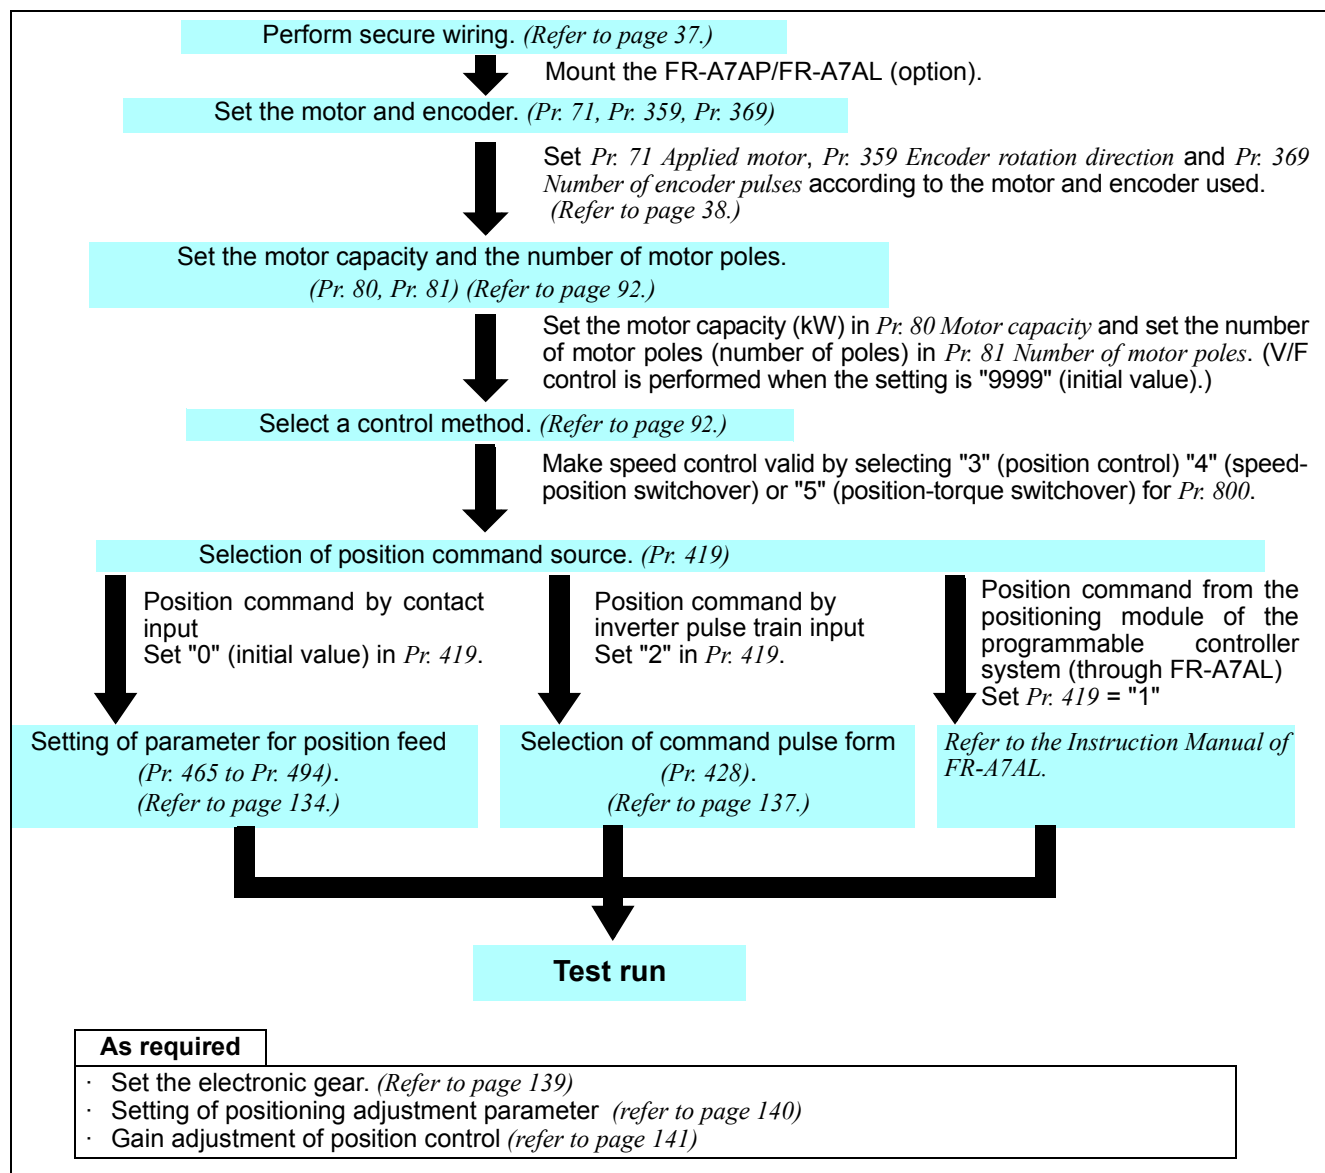 Perform secure wiring. (Refer to page 37.)
Mount the FR-A7AP/FR-A7AL (option).
Set the motor and encoder. (Pr. 71, Pr. 359, Pr. 369)
Set Pr. 71 Applied motor, Pr. 359 Encoder rotation direction and Pr. 369
Number of encoder pulses according to the motor and encoder used.
(Refer to page 38.)
Set the motor capacity and the number of motor poles.
(Pr. 80, Pr. 81) (Refer to page 92.)
Set the motor capacity (kW) in Pr. 80 Motor capacity and set the number
of motor poles (number of poles) in Pr. 81 Number of motor poles. (V/F
control is performed when the setting is "9999" (initial value).)
Select a control method. (Refer to page 92.)
Make speed control valid by selecting "3" (position control) "4" (speed-
position switchover) or "5" (position-torque switchover) for Pr. 800.
Selection of position command source. (Pr. 419)
Position command by contact
input
Set "0" (initial value) in Pr. 419.
Position command by
inverter pulse train input
Set "2" in Pr. 419.
Position command from the
positioning module of the
programmable controller
system (through FR-A7AL)
Set Pr. 419 = "1"
Setting of parameter for position feed
(Pr. 465 to Pr. 494).
(Refer to page 134.)
Selection of command pulse form
(Pr. 428).
(Refer to page 137.)
Refer to the Instruction Manual of
FR-A7AL.
Test run
As required
· Set the electronic gear. (Refer to page 139)
· Setting of positioning adjustment parameter (refer to page 140)
· Gain adjustment of position control (refer to page 141)